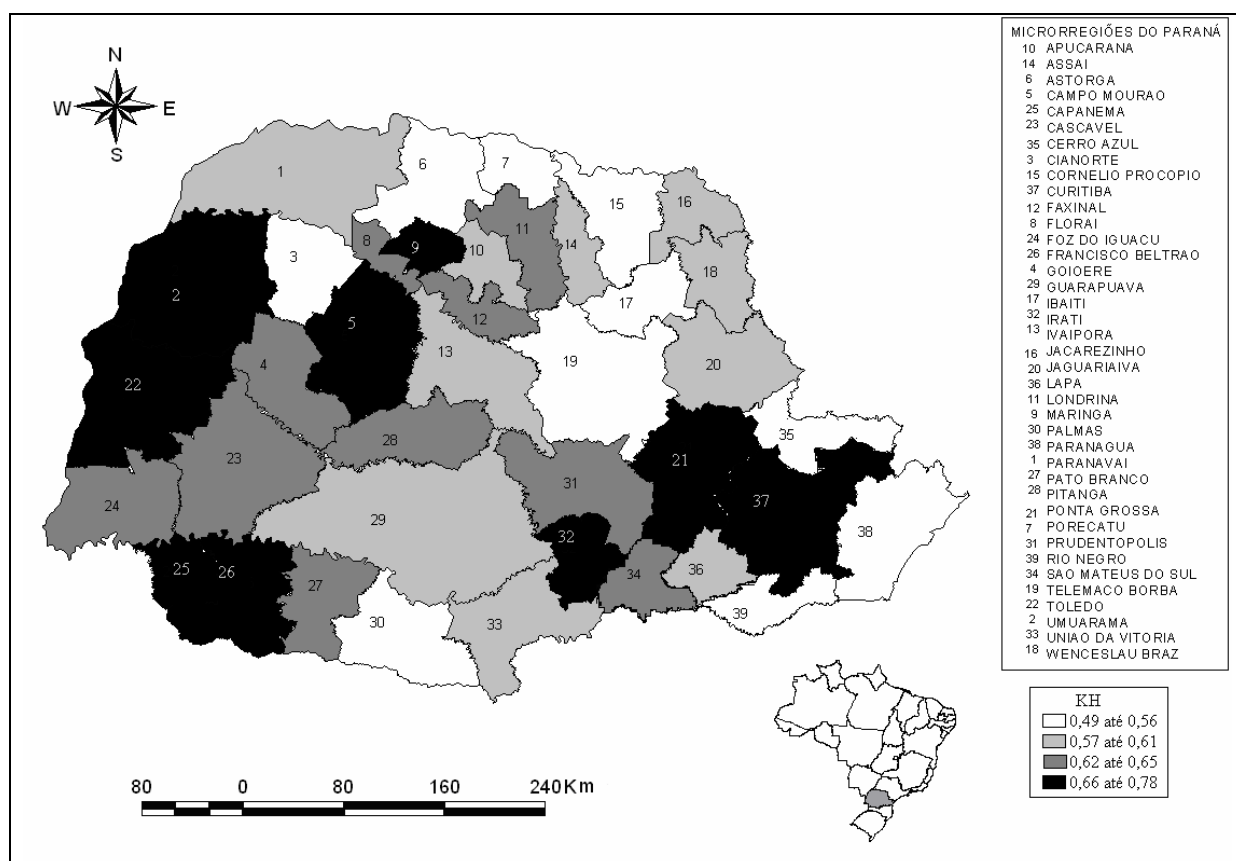 MICRORREGIÕES DO PARANÁ
10 APUCARANA
14 ASSAI
6 ASTORGA
5 CAMPO MOURAO
25 CAPANEMA
23 CASCAVEL
35 CERRO AZUL
3 CIANORTE
15 CORNELIO PROCOPIO
37 CURITIBA
12 FAXINAL
8 FLORAI
24 FOZ DO IGUACU
26 FRANCISCO BELTRAO
4 GOIOERE
29 GUARAPUAVA
17 IBAITI
32 IRATI
13 IVAIPORA
16 JACAREZINHO
20 JAGUARIAIVA
36 LAPA
11 LONDRINA
9 MARINGA
30 PALMAS
38 PARANAGUA
1 PARANAVAI
27 PATO BRANCO
28 PITANGA
21 PONTA GROSSA
7 PORECATU
31 PRUDENTOPOLIS
39 RIO NEGRO
34 SAO MATEUS DO SUL
19 TELEMACO BORBA
22 TOLEDO
2 UMUARAMA
33 UNIAO DA VITORIA
18 WENCESLAU BRAZ
N
W E
S
1
6
7
15
16
11
8
9
10
14
18
3
2
17
5
12
13
19
4
20
22
28
35
23
21
31
37
24
29
38
32
25
26
27
34
36
30
33
39
KH
0,49 até 0,56
0,57 até 0,61
0,62 até 0,65
0,66 até 0,78
80 0 80 160 240 Km